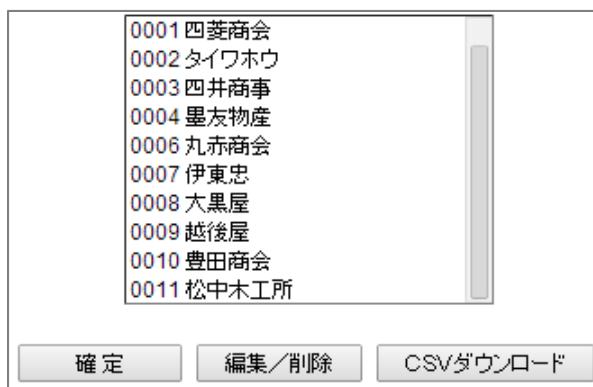 0001 四菱商会
0002 タイワホウ
0003 四井商事
0004 墨友物産
0006 丸赤商会
0007 伊東忠
0008 大黒屋
0009 越後屋
0010 豊田商会
0011 松中木工所
確定 編集／削除 CSVダウンロード